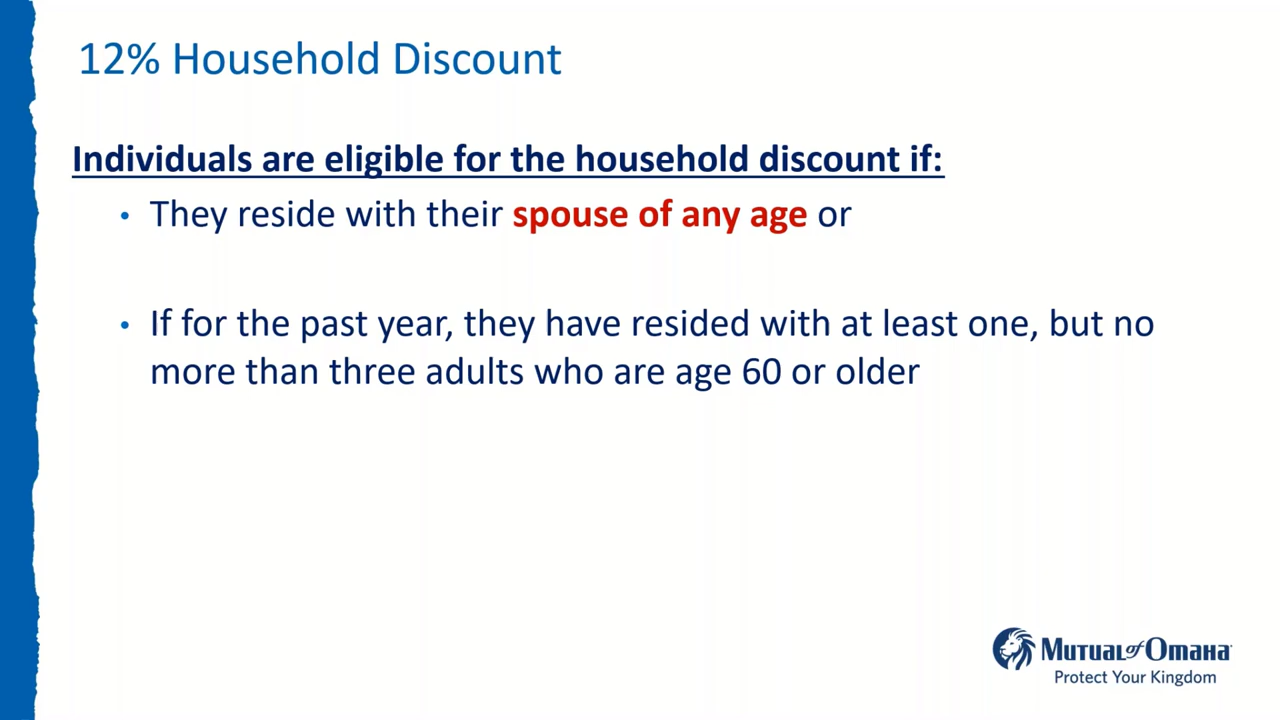 12% Household Discount
Individuals are eligible for the household discount if:
• They reside with their spouse of any age or
• If for the past year, they have resided with at least one, but no
more than three adults who are age 60 or older
Mutual of Omaha
Protect Your Kingdom